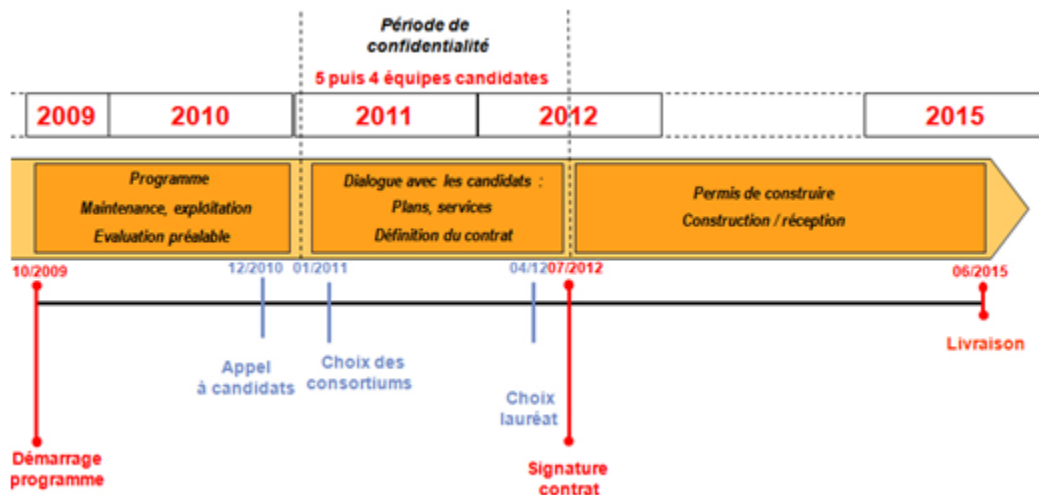 Période de
confidentialité
5 puis 4 équipes candidates
2009
2010
2011
2012
2015
Programme
Maintenance, exploitation
Evaluation préalable
Dialogue avec les candidats :
Plans, services
Définition du contrat
Permis de construire
Construction / réception
10/2009
12/2010
01/2011
04/12
07/2012
06/2015
Appel
à candidats
Choix des
consortiums
Choix
lauréat
Livraison
Démarrage
programme
Signature
contrat